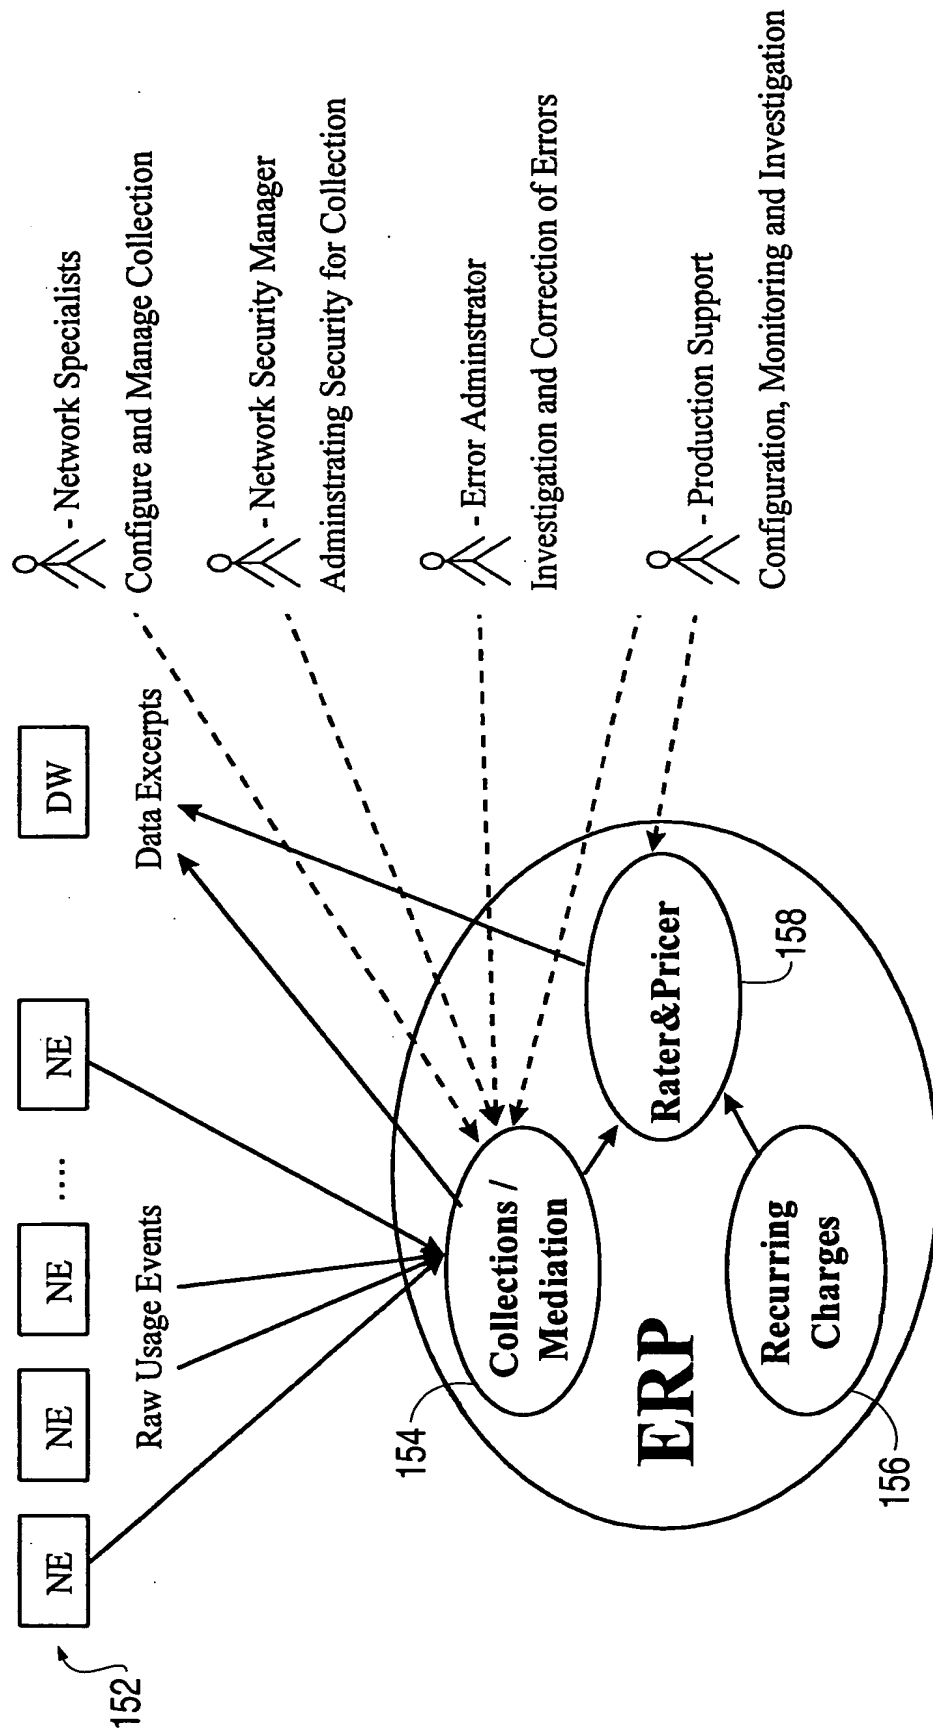 152
NE
NE
NE
....
NE
DW
Raw Usage Events
Data Excerpts
- Network Specialists
Configure and Manage Collection
- Network Security Manager
Adminstrating Security for Collection
- Error Adminstrator
Investigation and Correction of Errors
- Production Support
Configuration, Monitoring and Investigation
154
Collections /
Mediation
ERP
Rater&Pricer
158
Recurring
Charges
156